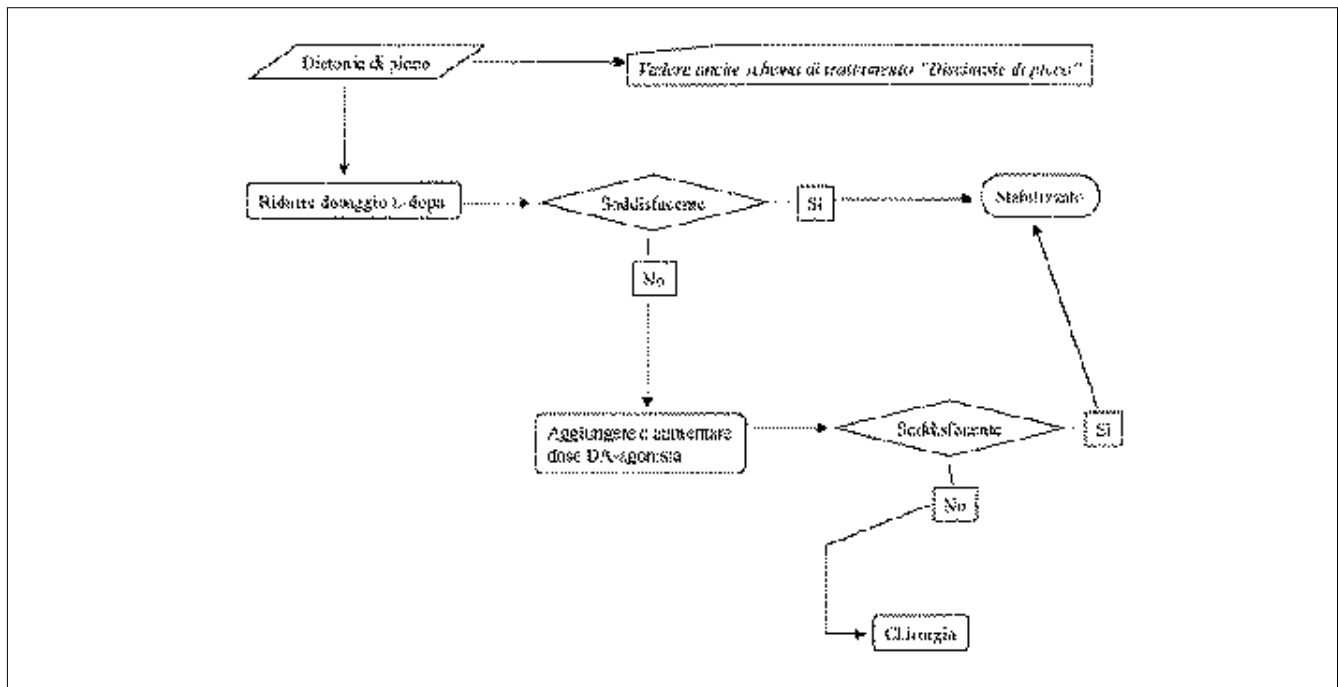 Distonia di picco
Vedere anche schema di trattamento "Discinesie di picco"
Ridurre dosaggio L-dopa
Soddisfacente
Si
Stabilizzato
No
Aggiungere o aumentare
dose DA-agonista
Soddisfacente
Si
No
Chirurgia